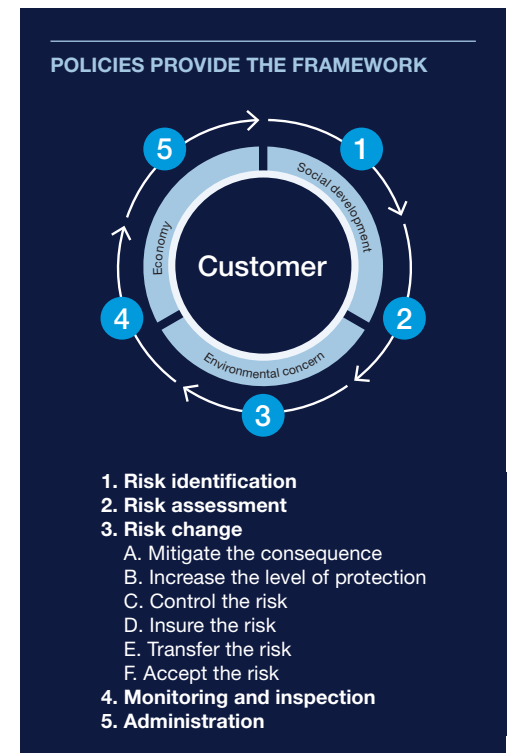 POLICIES PROVIDE THE FRAMEWORK
5
1
Social development
Economy
Customer
4
2
Environmental concern
3
1. Risk identification
2. Risk assessment
3. Risk change
A. Mitigate the consequence
B. Increase the level of protection
C. Control the risk
D. Insure the risk
E. Transfer the risk
F. Accept the risk
4. Monitoring and inspection
5. Administration